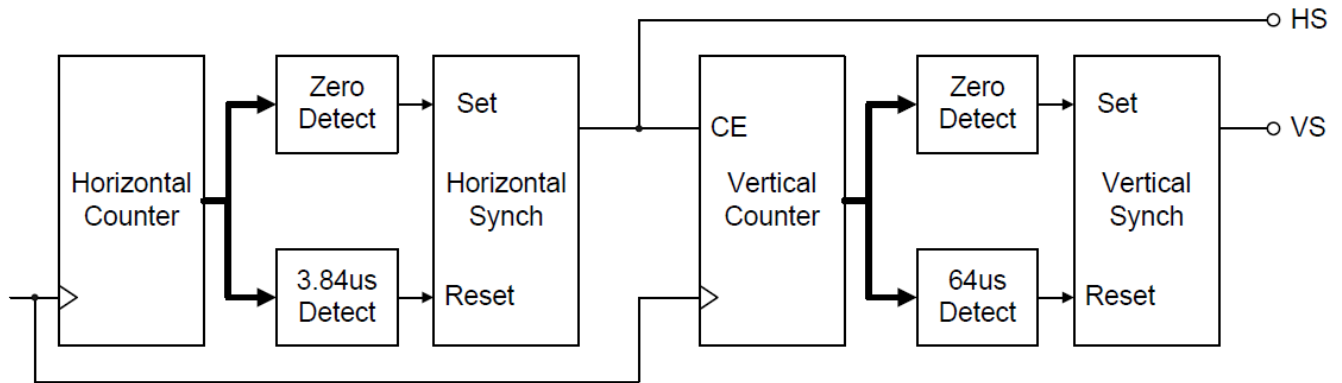 HS
Horizontal
Counter
Zero
Detect
3.84us
Detect
Set
Horizontal
Synch
Reset
CE
Vertical
Counter
Zero
Detect
64us
Detect
Set
Vertical
Synch
Reset
VS